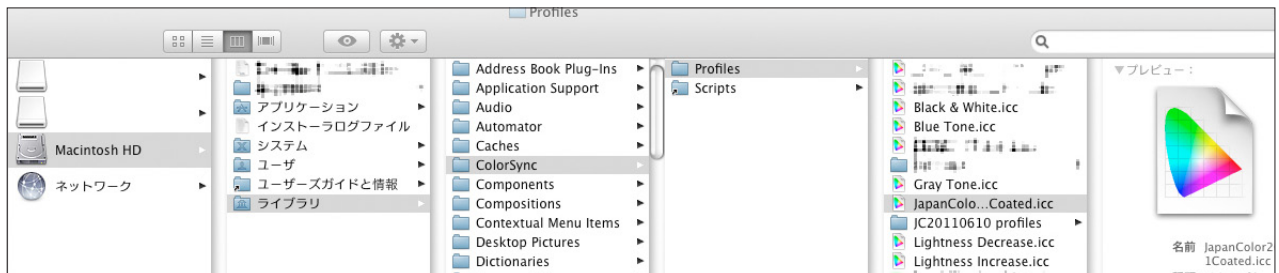 Profiles
Macintosh HD
ネットワーク
アプリケーション
インストーラログファイル
システム
ユーザ
ユーザーズガイドと情報
ライブラリ
Address Book Plug-Ins
Application Support
Audio
Automator
Caches
ColorSync
Components
Compositions
Contextual Menu Items
Desktop Pictures
Dictionaries
Profiles
Scripts
Black & White.icc
Blue Tone.icc
Gray Tone.icc
JapanColo...Coated.icc
JC20110610 profiles
Lightness Decrease.icc
Lightness Increase.icc
▼プレビュー：
名前 JapanColor2
1Coated.icc